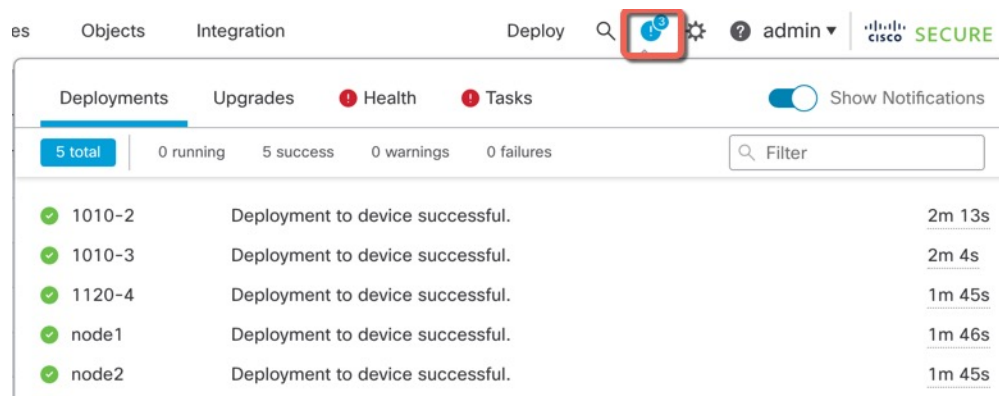 es Objects Integration Deploy 3 admin CISCO SECURE
Deployments Upgrades Health Tasks Show Notifications
5 total 0 running 5 success 0 warnings 0 failures Filter
1010-2 Deployment to device successful. 2m 13s
1010-3 Deployment to device successful. 2m 4s
1120-4 Deployment to device successful. 1m 45s
node1 Deployment to device successful. 1m 46s
node2 Deployment to device successful. 1m 45s